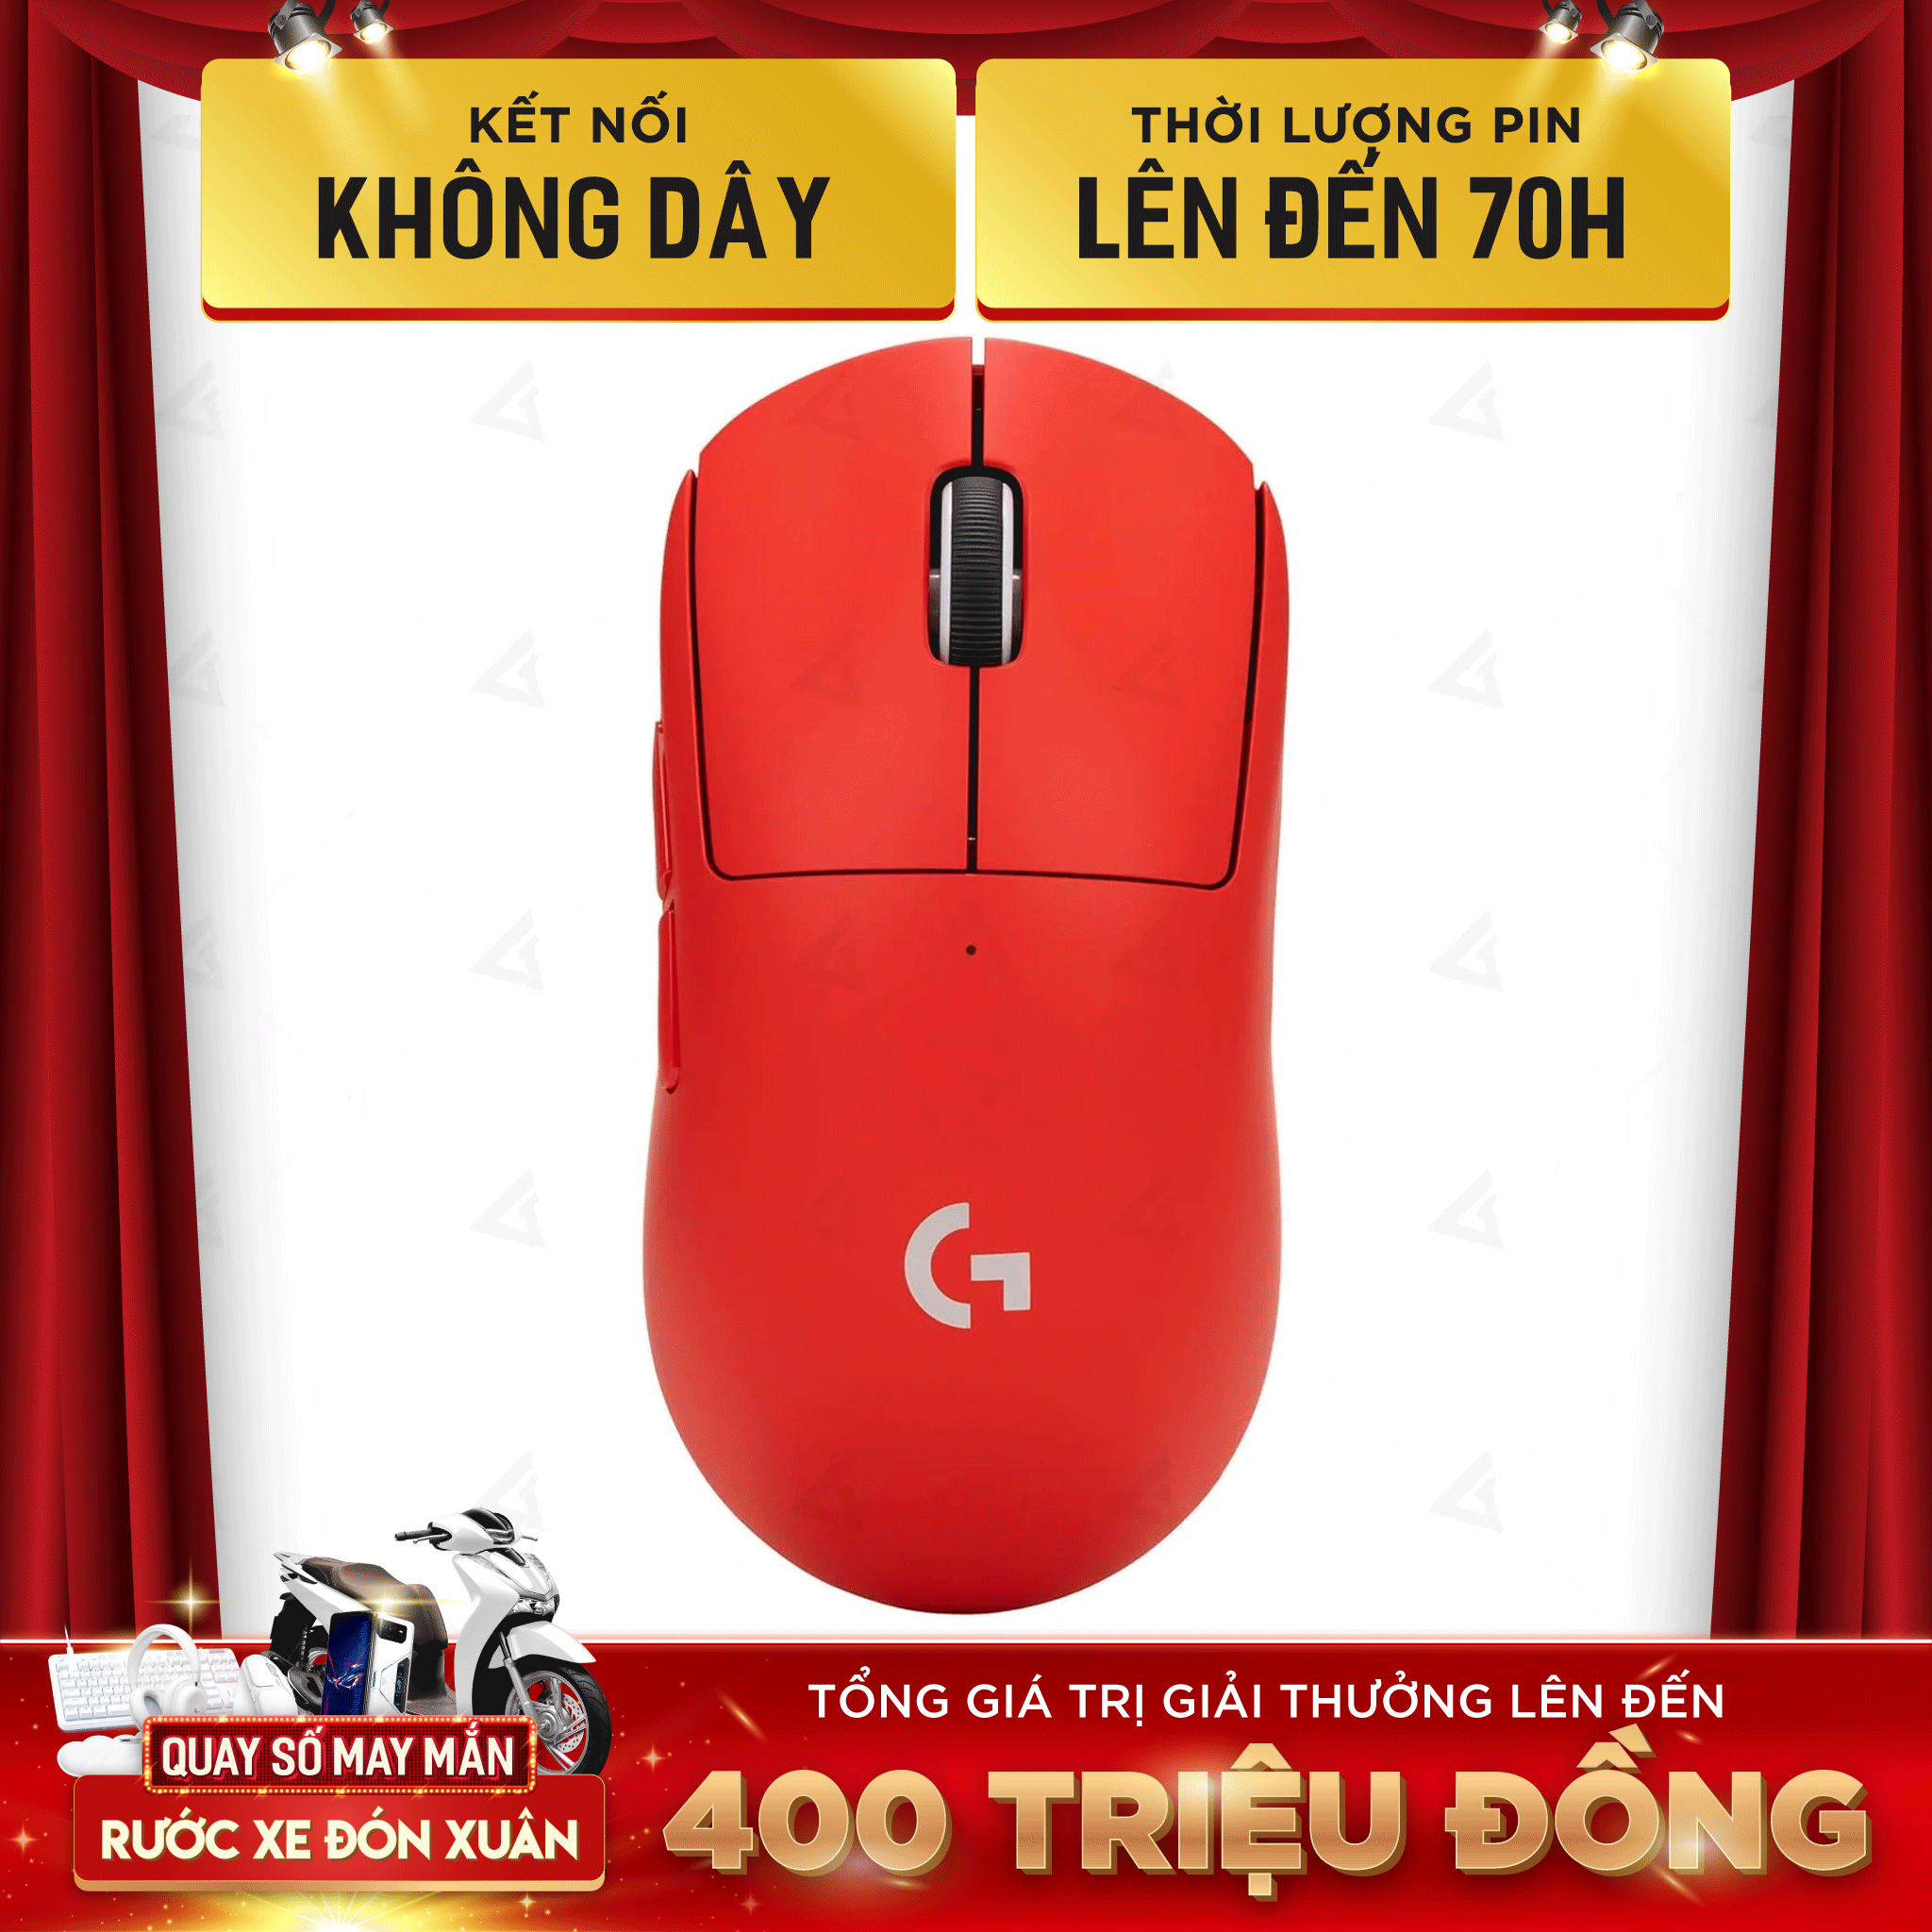 KẾT NỐI
KHÔNG DÂY
THỜI LƯỢNG PIN
LÊN ĐẾN 70H
G
QUAY SỐ MAY MẮN
RƯỚC XE ĐÓN XUÂN
TỔNG GIÁ TRỊ GIẢI THƯỞNG LÊN ĐẾN
400 TRIỆU ĐỒNG